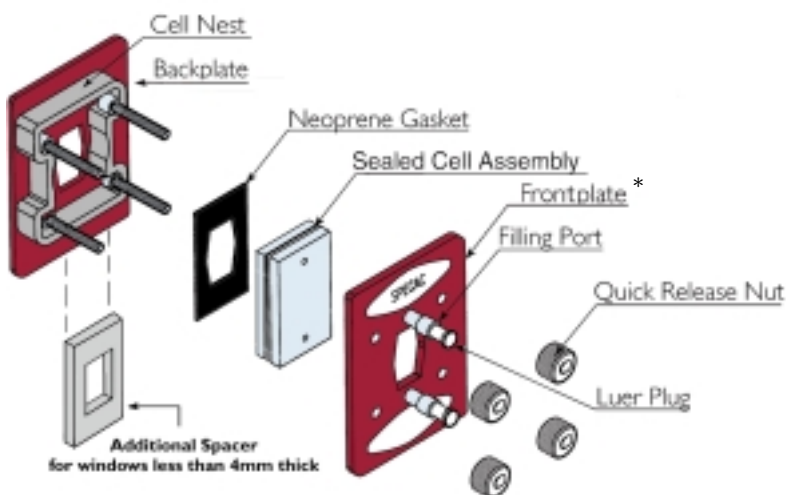 Cell Nest
Backplate
Neoprene Gasket
Sealed Cell Assembly
Frontplate *
Filling Port
SPECAC
Quick Release Nut
Luer Plug
Additional Spacer
for windows less than 4mm thick